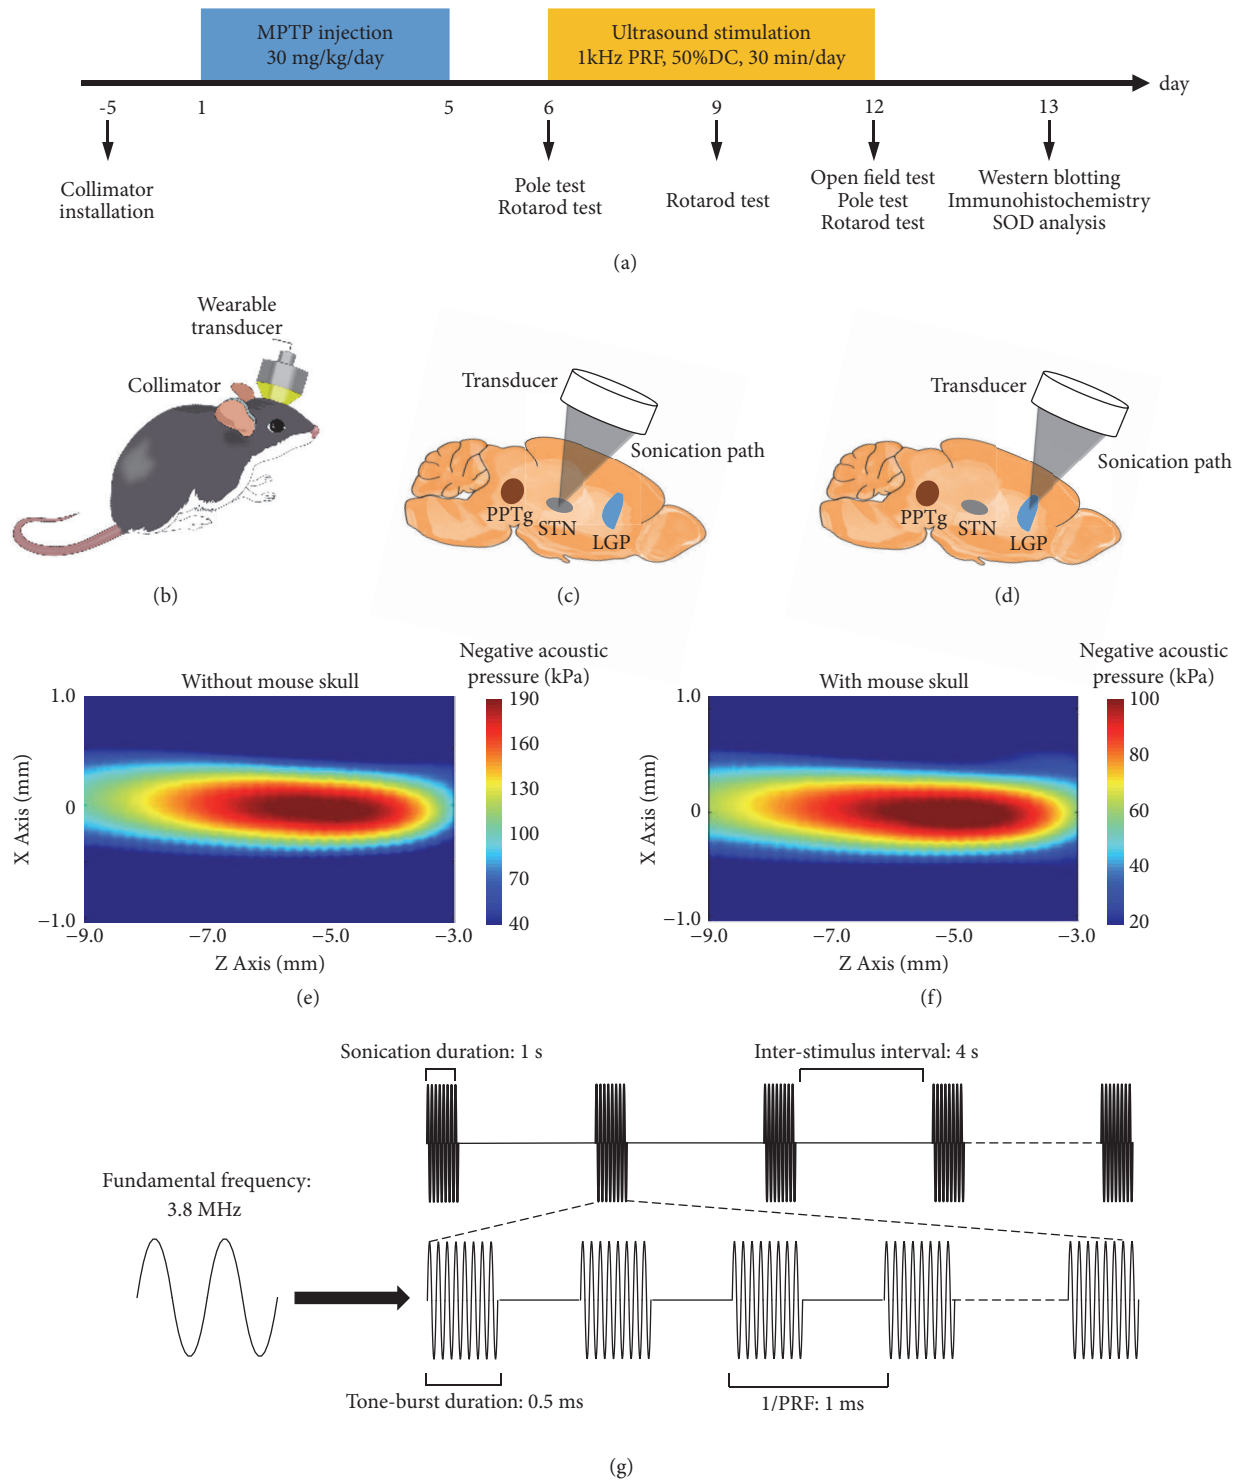 MPTP injection
30 mg/kg/day
Ultrasound stimulation
1kHz PRF, 50%DC, 30 min/day
day
-5
1
5
6
9
12
13
Collimator
installation
Pole test
Rotarod test
Rotarod test
Open field test
Pole test
Rotarod test
Western blotting
Immunohistochemistry
SOD analysis
(a)
Wearable
transducer
Collimator
(b)
Transducer
Sonication path
PPTg
STN
LGP
(c)
Transducer
Sonication path
PPTg
STN
LGP
(d)
Without mouse skull
Negative acoustic
pressure (kPa)
1.0
0
−1.0
X Axis (mm)
−9.0
−7.0
−5.0
−3.0
Z Axis (mm)
190
160
130
100
70
40
(e)
With mouse skull
Negative acoustic
pressure (kPa)
1.0
0
−1.0
X Axis (mm)
−9.0
−7.0
−5.0
−3.0
Z Axis (mm)
100
80
60
40
20
(f)
Sonication duration: 1 s
Inter-stimulus interval: 4 s
Fundamental frequency:
3.8 MHz
Tone-burst duration: 0.5 ms
1/PRF: 1 ms
(g)